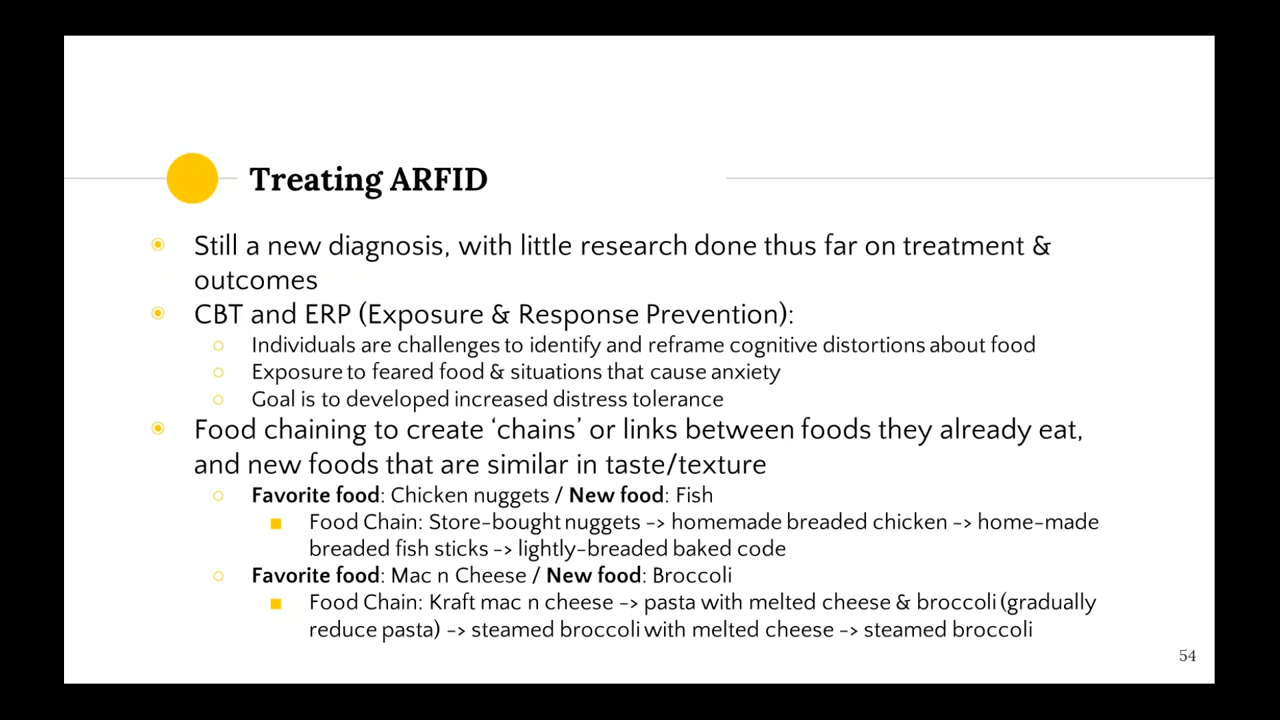 Treating ARFID
Still a new diagnosis, with little research done thus far on treatment &
outcomes
CBT and ERP (Exposure & Response Prevention):
Individuals are challenges to identify and reframe cognitive distortions about food
Exposure to feared food & situations that cause anxiety
Goal is to developed increased distress tolerance
Food chaining to create ‘chains’ or links between foods they already eat,
and new foods that are similar in taste/texture
Favorite food: Chicken nuggets / New food: Fish
Food Chain: Store-bought nuggets -> homemade breaded chicken -> home-made
breaded fish sticks -> lightly-breaded baked code
Favorite food: Mac n Cheese / New food: Broccoli
Food Chain: Kraft mac n cheese -> pasta with melted cheese & broccoli (gradually
reduce pasta) -> steamed broccoli with melted cheese -> steamed broccoli
54